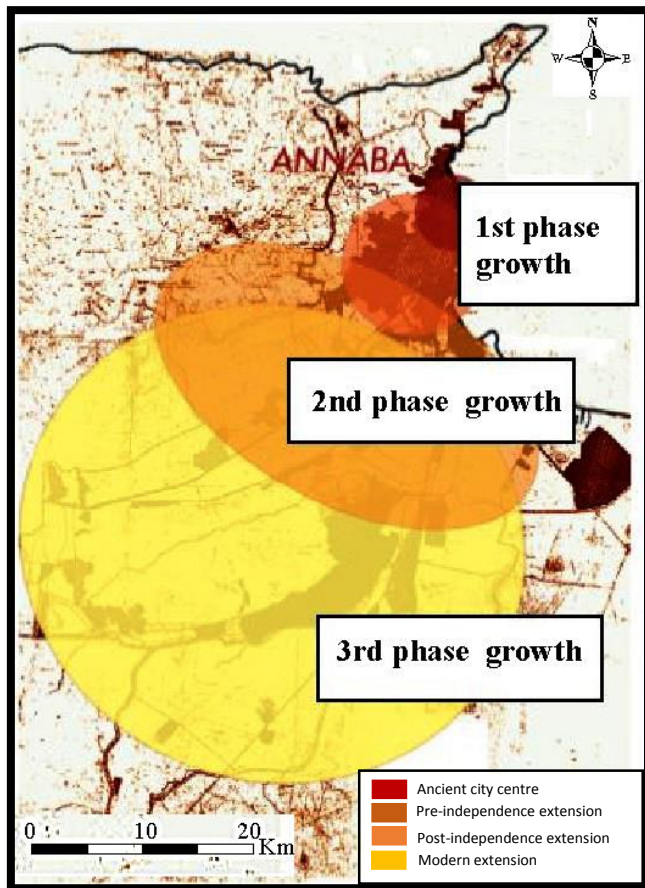 N
W E
S
ANNABA
1st phase
growth
2nd phase growth
3rd phase growth
Ancient city centre
Pre-independence extension
Post-independence extension
Modern extension
0 10 20
Km